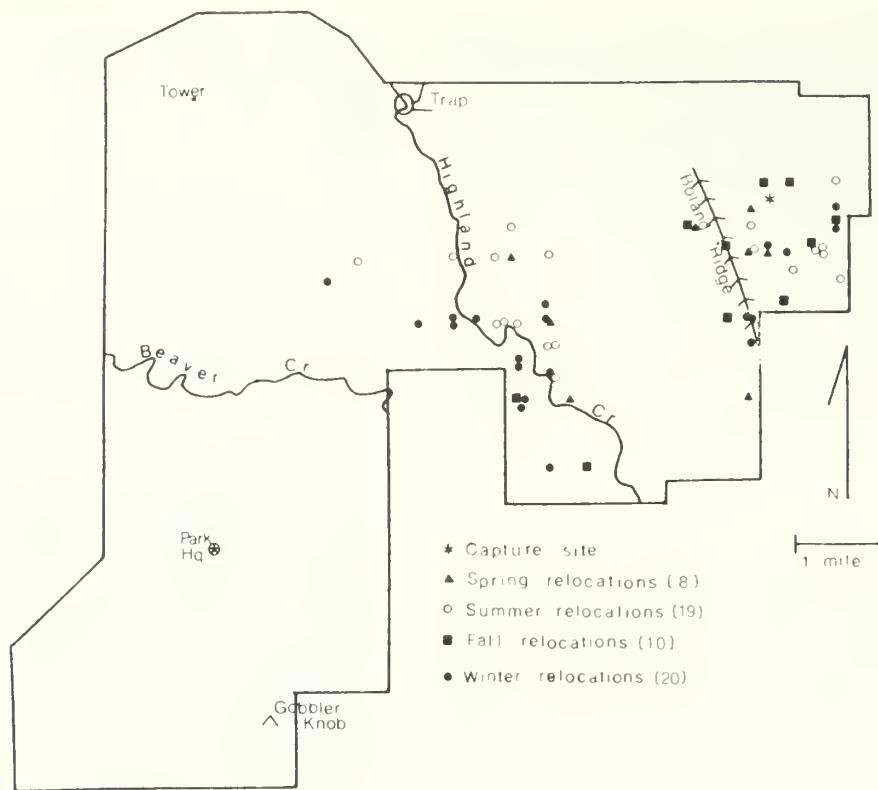 Tower
Trap
Highland
Boland Ridge
Beaver Cr
Cr
N
1 mile
Park
Hq
Capture site
Spring relocations (8)
Summer relocations (19)
Fall relocations (10)
Winter relocations (20)
Gobbler
Knob